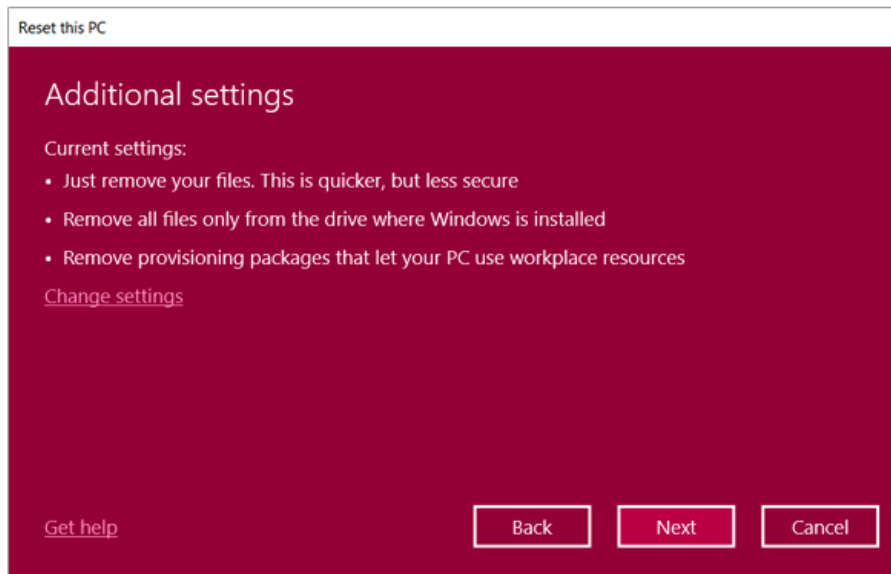 Reset this PC
Additional settings
Current settings:
• Just remove your files. This is quicker, but less secure
• Remove all files only from the drive where Windows is installed
• Remove provisioning packages that let your PC use workplace resources
Change settings
Get help
Back
Next
Cancel